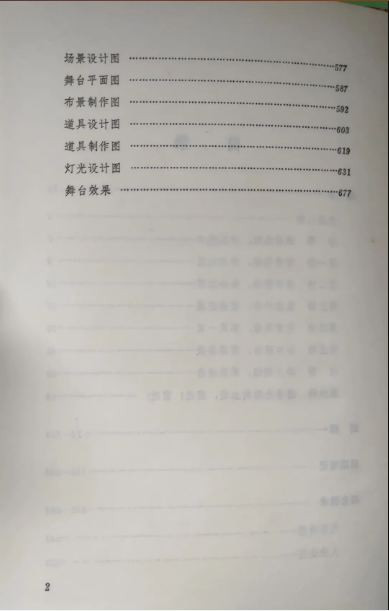 场景设计图 ……………………………577
舞台平面图 ……………………………587
布景制作图 ……………………………592
道具设计图 ……………………………603
道具制作图 ……………………………619
灯光设计图 ……………………………631
舞台效果 ………………………………677
2